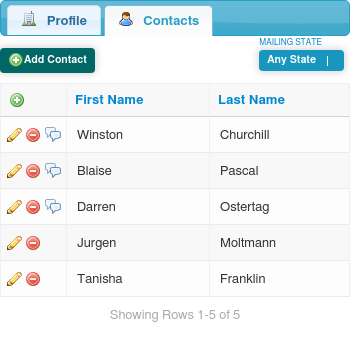 Profile
Contacts
MAILING STATE
Add Contact
Any State
First Name Last Name
Winston Churchill
Blaise Pascal
Darren Ostertag
Jurgen Moltmann
Tanisha Franklin
Showing Rows 1-5 of 5